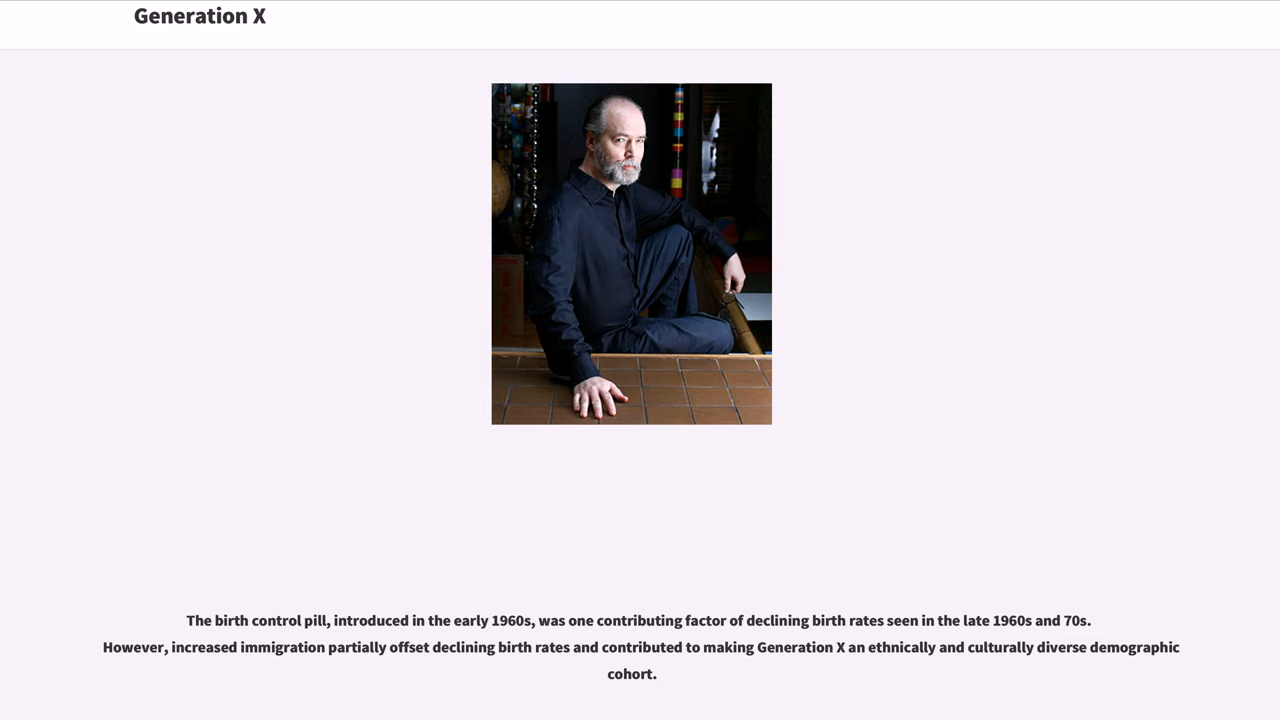 Generation X
The birth control pill, introduced in the early 1960s, was one contributing factor of declining birth rates seen in the late 1960s and 70s.
However, increased immigration partially offset declining birth rates and contributed to making Generation X an ethnically and culturally diverse demographic
cohort.